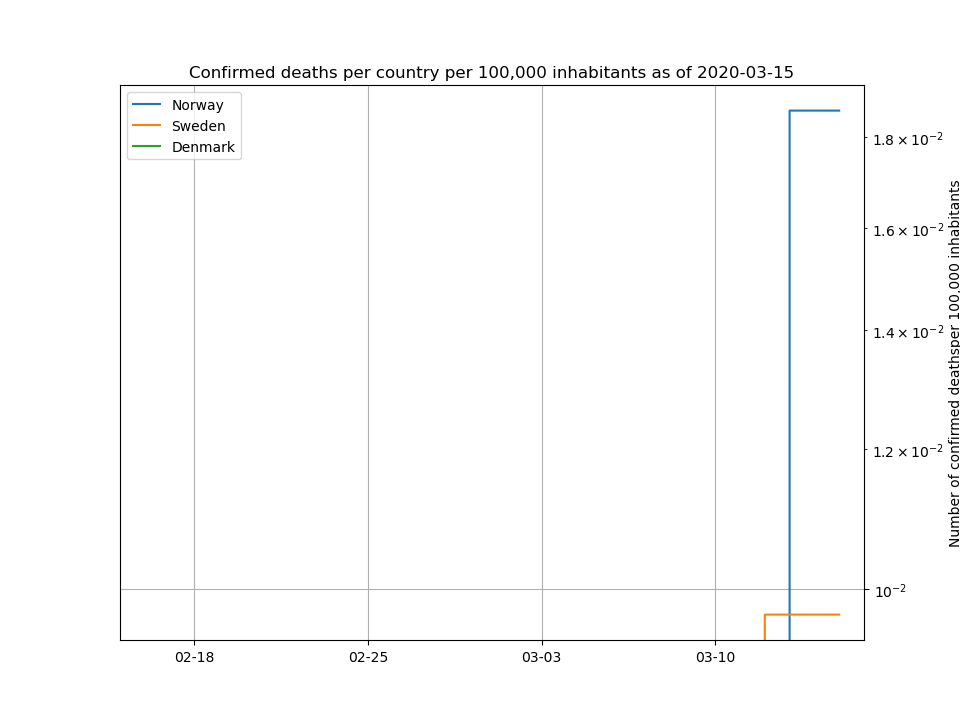 Confirmed deaths per country per 100,000 inhabitants as of 2020-03-15
Norway
Sweden
Denmark
1.8 × 10⁻²
1.6 × 10⁻²
1.4 × 10⁻²
1.2 × 10⁻²
10⁻²
Number of confirmed deathsper 100,000 inhabitants
02-18 02-25 03-03 03-10